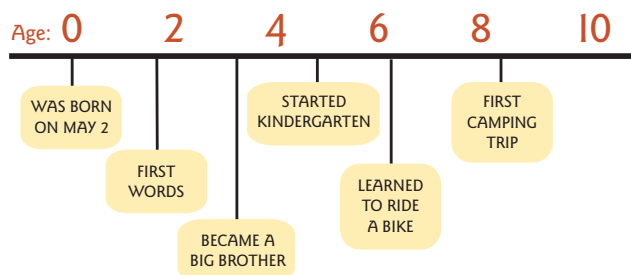 Age: 0 2 4 6 8 10
WAS BORN
ON MAY 2
FIRST
WORDS
BECAME A
BIG BROTHER
STARTED
KINDERGARTEN
LEARNED
TO RIDE
A BIKE
FIRST
CAMPING
TRIP